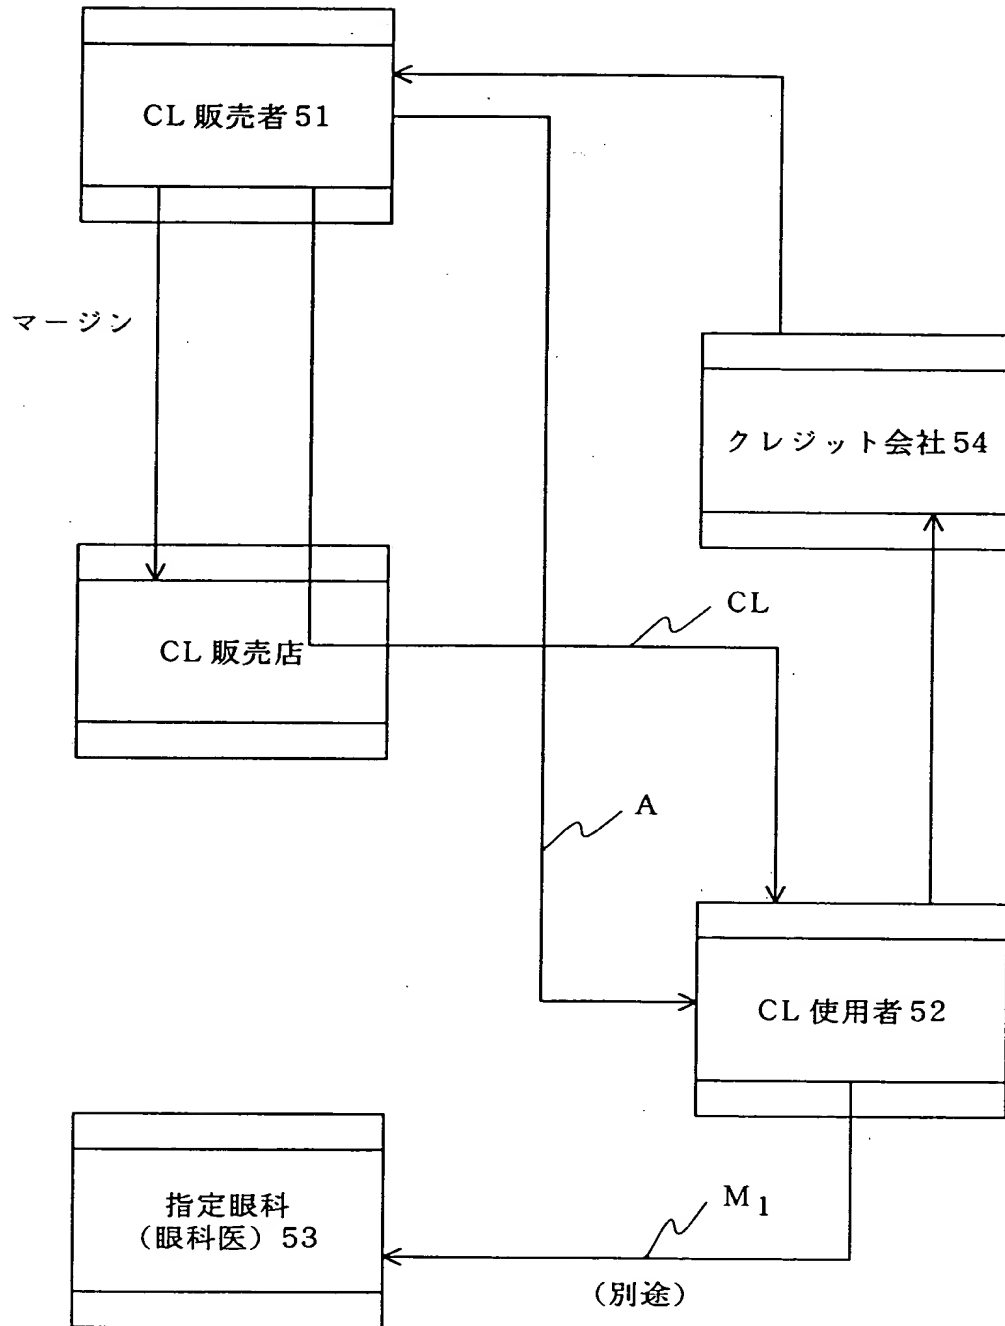 CL 販売者 51
マージン
クレジット会社 54
CL
CL 販売店
A
CL 使用者 52
指定眼科
（眼科医）53
M1
（別途）